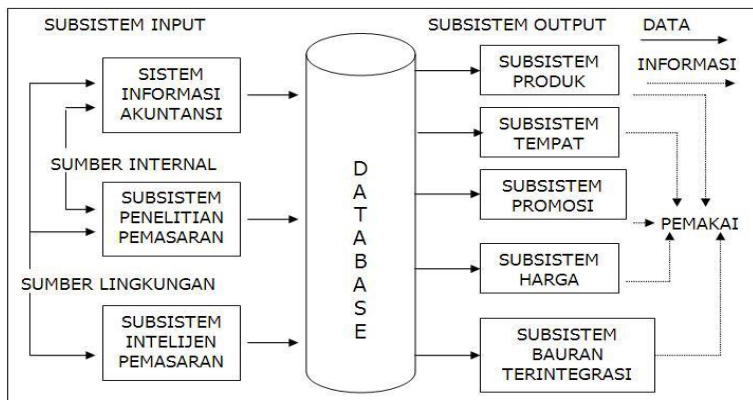 SUBSISTEM INPUT
SISTEM
INFORMASI
AKUNTANSI
SUMBER INTERNAL
SUBSISTEM
PENELITIAN
PEMASARAN
SUMBER LINGKUNGAN
SUBSISTEM
INTELIJEN
PEMASARAN
DATABASE
SUBSISTEM OUTPUT
SUBSISTEM
PRODUK
SUBSISTEM
TEMPAT
SUBSISTEM
PROMOSI
SUBSISTEM
HARGA
SUBSISTEM
BAURAN
TERINTEGRASI
DATA
INFORMASI
PEMAKAI